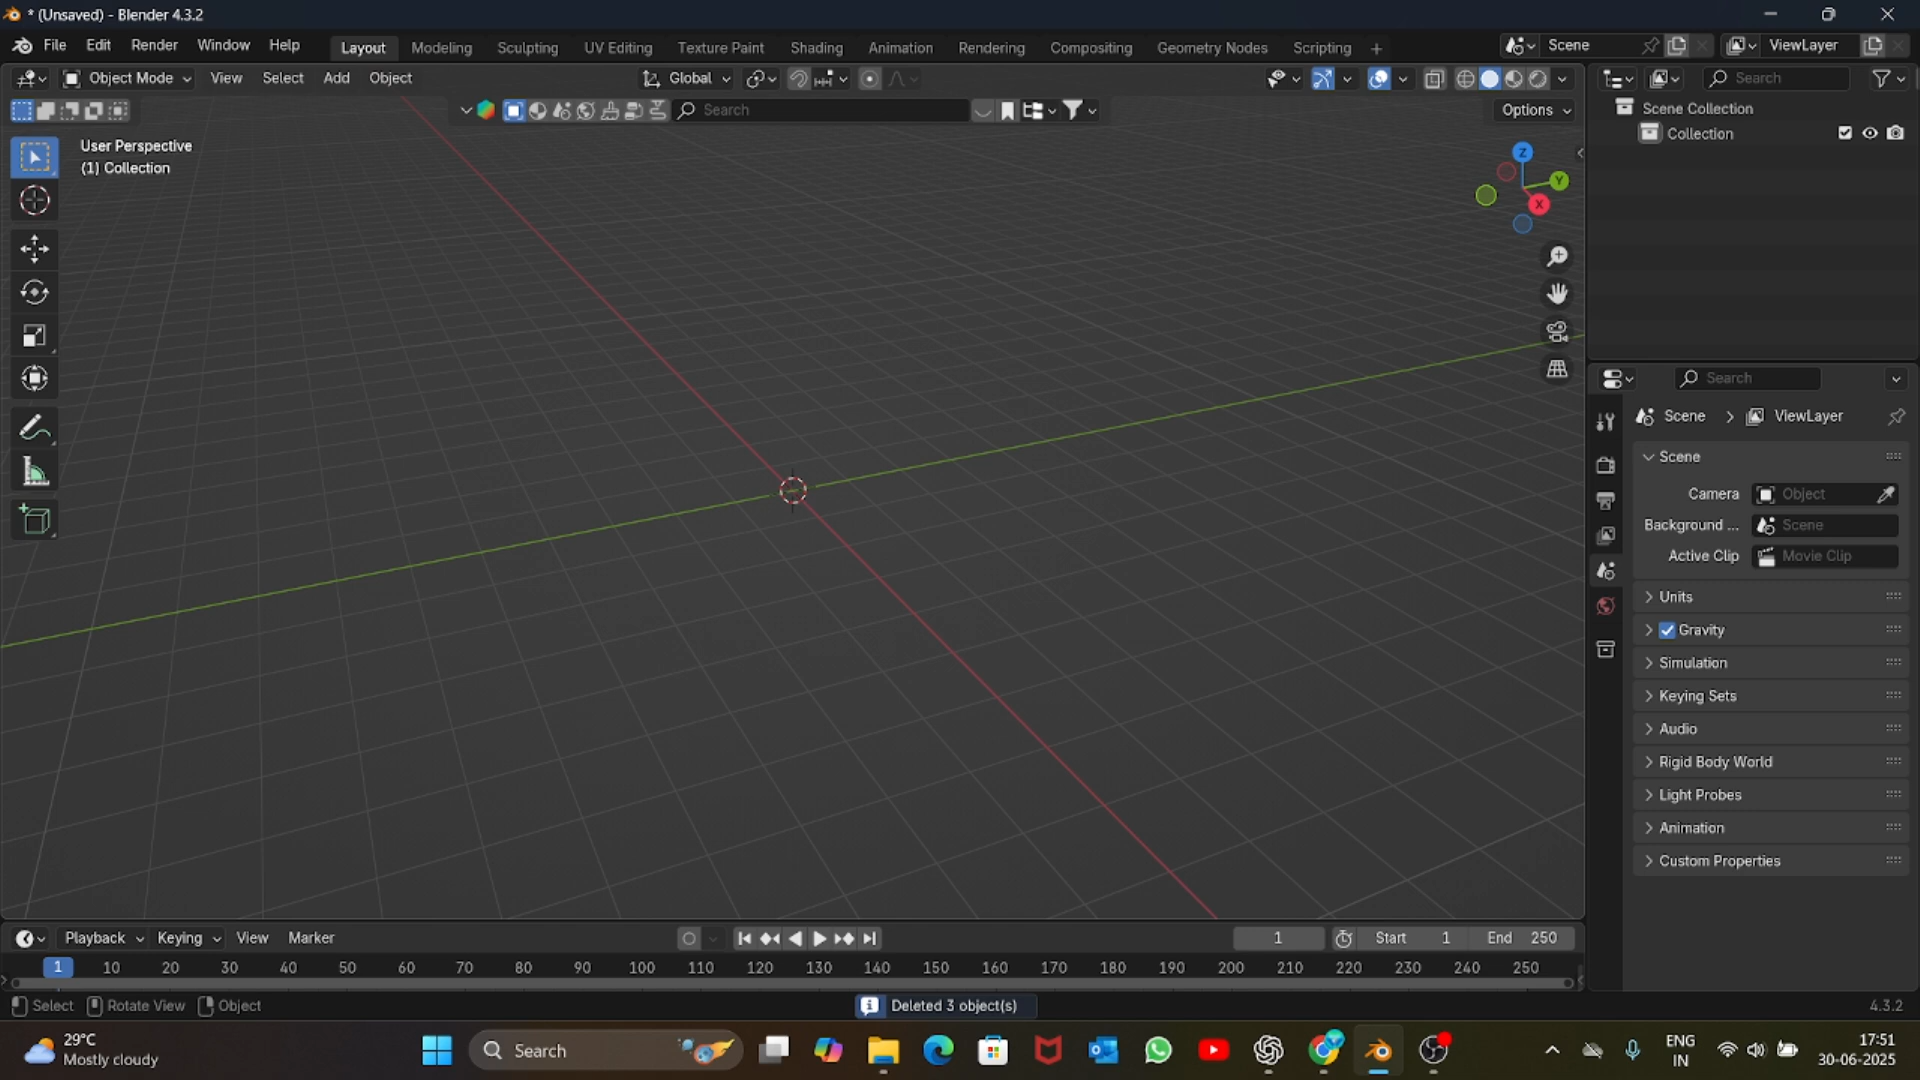 * (Unsaved) - Blender 4.3.2
File Edit Render Window Help Layout Modeling Sculpting UV Editing Texture Paint Shading Animation Rendering Compositing Geometry Nodes Scripting + Scene ViewLayer
Object Mode View Select Add Object Global Search
Search Options
User Perspective
(1) Collection
Z
Y
X
Scene Collection
Collection
Search
Scene > ViewLayer
Scene
Camera Object
Background ... Scene
Active Clip Movie Clip
Units
Gravity
Simulation
Keying Sets
Audio
Rigid Body World
Light Probes
Animation
Custom Properties
Playback Keying View Marker 1 Start 1 End 250
1 10 20 30 40 50 60 70 80 90 100 110 120 130 140 150 160 170 180 190 200 210 220 230 240 250
Select Rotate View Object Deleted 3 object(s) 4.3.2
29°C
Mostly cloudy
Search
ENG
IN
17:51
30-06-2025